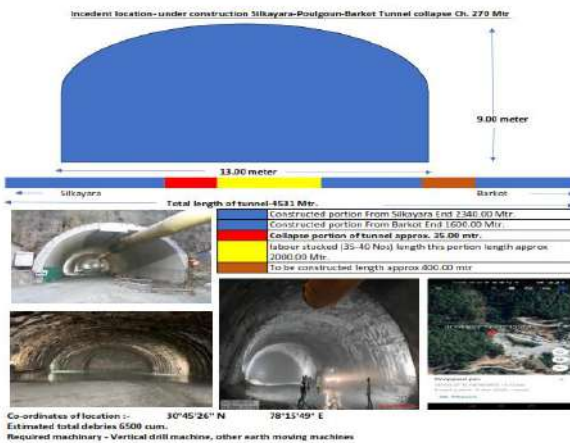 Incedent location- under construction Silkayara-Poulgoun-Barkot Tunnel collapse Ch. 270 Mtr
9.00 meter
13.00 meter
Silkayara
Barkot
Total length of tunnel-4531 Mtr.
Constructed portion From Silkayara End 2340.00 Mtr.
Constructed portion From Barkot End 1600.00 Mtr.
Collapse portion of tunnel approx. 35.00 mtr.
labour stucked (35-40 Nos) length this portion length approx
2000.00 Mtr.
To be constructed length approx.400.00 mtr
Dropped pin
Co-ordinates of location :- 30°45'26" N 78°15'49" E
Estimated total debries 6500 cum.
Required machinary - Vertical drill machine, other earth moving machines